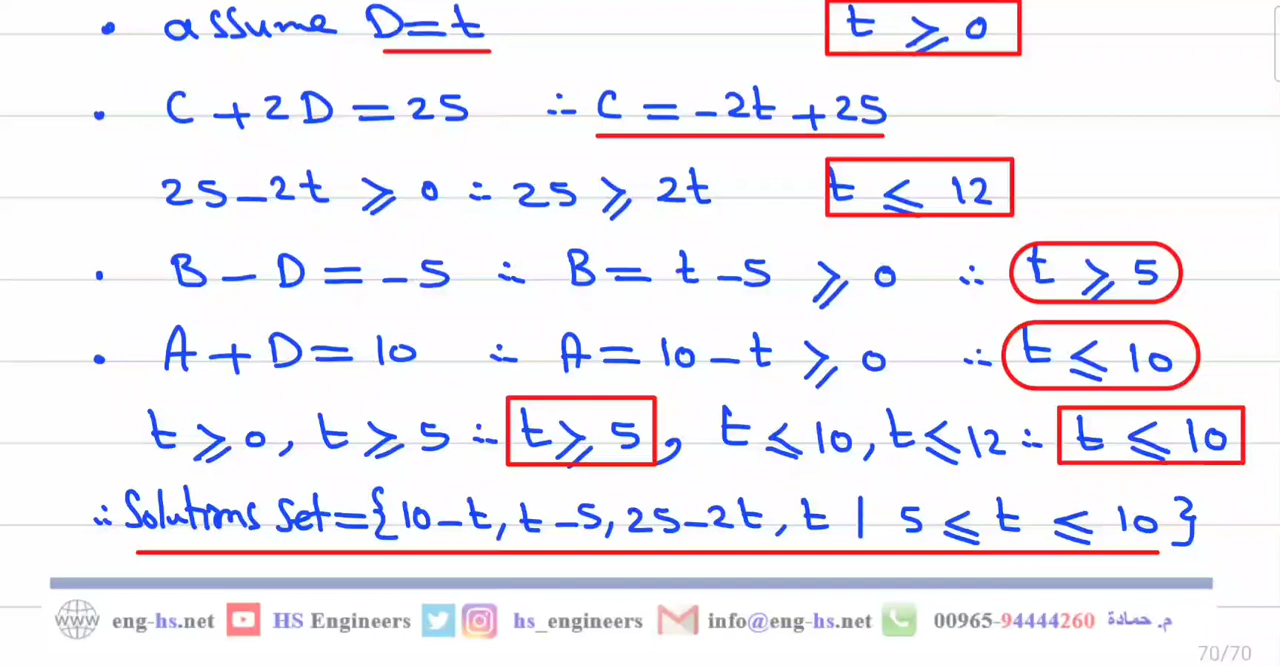 • assume D=t t ≥ 0
• C + 2D = 25 ∴ C = -2t + 25
25 - 2t ≥ 0 ∴ 25 ≥ 2t t ≤ 12
• B - D = -5 ∴ B = t - 5 ≥ 0 ∴ t ≥ 5
• A + D = 10 ∴ A = 10 - t ≥ 0 ∴ t ≤ 10
t ≥ 0, t ≥ 5 ∴ t ≥ 5, t ≤ 10, t ≤ 12 ∴ t ≤ 10
∴ Solutions Set = {10-t, t-5, 25-2t, t | 5 ≤ t ≤ 10}
www eng-hs.net HS Engineers hs_engineers info@eng-hs.net 00965-94444260 م. حمادة
70/70